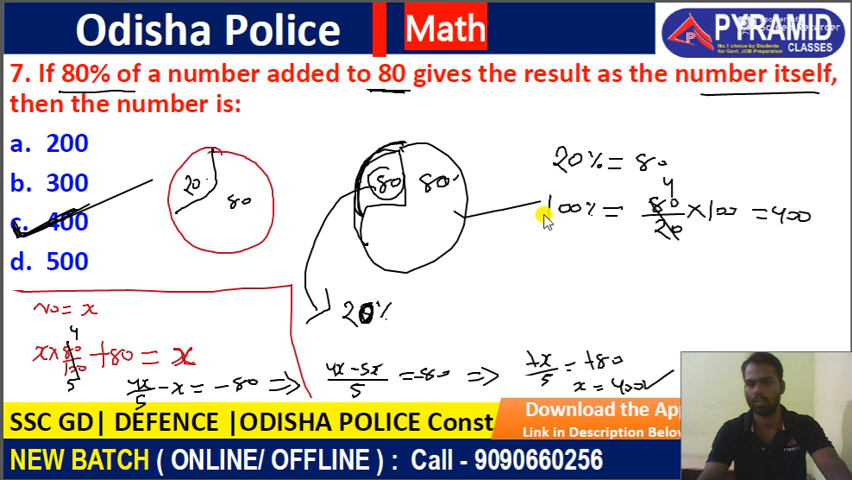 Odisha Police Math
PYRAMID
CLASSES
No.1 choice by Students
for Govt. JOB Preparation
7. If 80% of a number added to 80 gives the result as the number itself,
then the number is:
a. 200
b. 300
c. 400
d. 500
20
80
80
80
20% = 80
100% = 80/20 × 100 = 400
4
20%
No = x
x × 80/100 + 80 = x
4
5
4x/5 - x = -80 ⇒ 4x-5x/5 = -80 ⇒ +x/5 = +80
x = 400
SSC GD| DEFENCE |ODISHA POLICE Const
Download the App
Link in Description Below
NEW BATCH ( ONLINE/ OFFLINE ) : Call - 9090660256